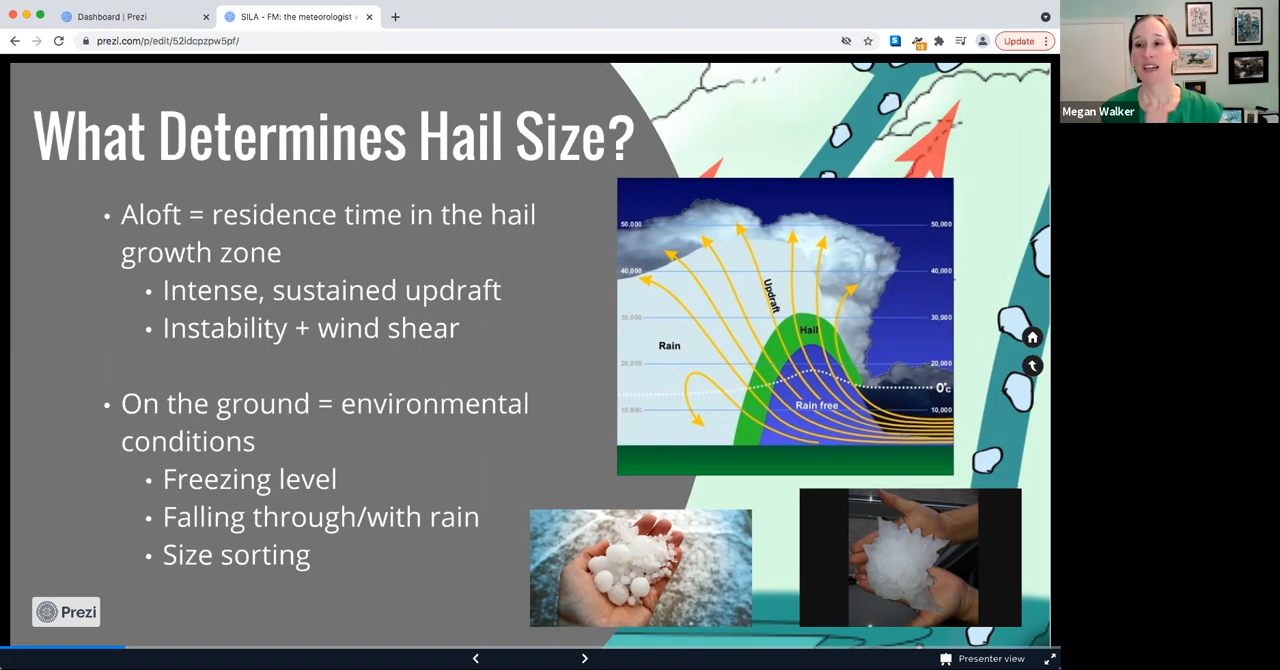 Dashboard | Prezi
SILA - FM: the meteorologist v
prezi.com/p/edit/52idcpzpw5pf/
15
Update
Megan Walker
What Determines Hail Size?
• Aloft = residence time in the hail
growth zone
• Intense, sustained updraft
• Instability + wind shear
• On the ground = environmental
conditions
• Freezing level
• Falling through/with rain
• Size sorting
50,000
50,000
40,000
40,000
Updraft
30,000
30,000
Hail
Rain
20,000
20,000
0°c
Rain free
10,000
10,000
Prezi
Presenter view